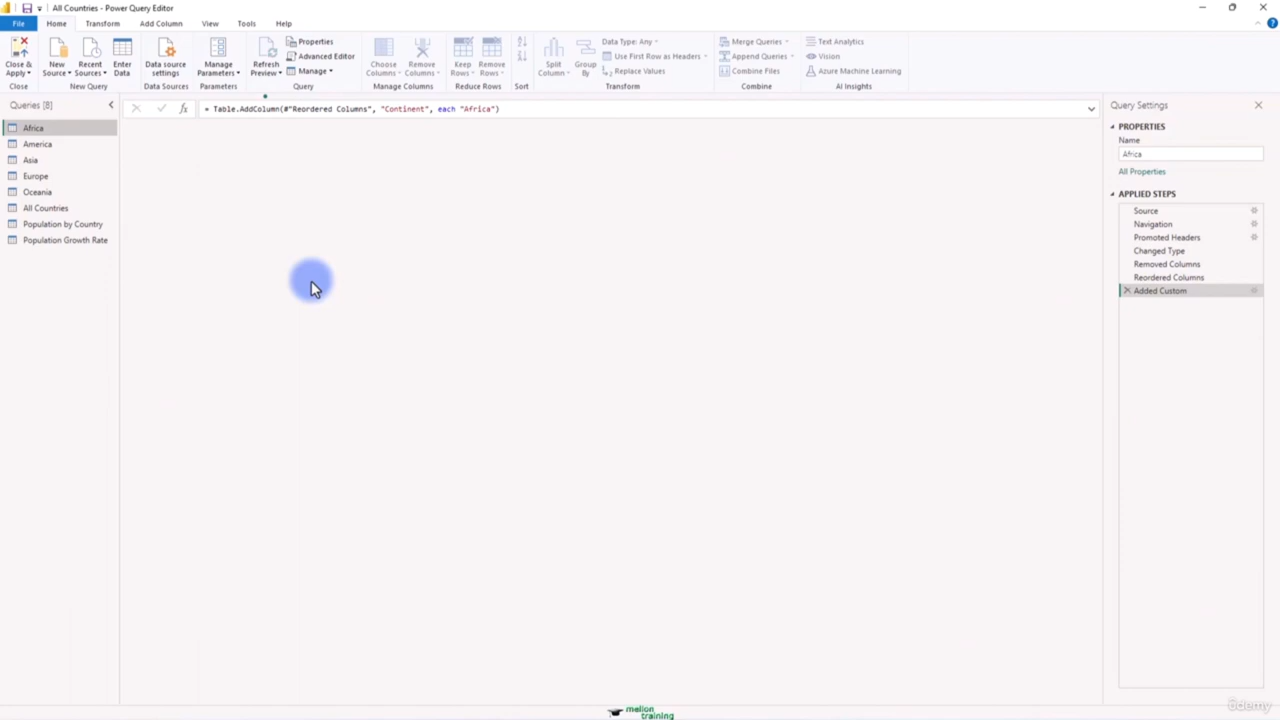 All Countries - Power Query Editor
File Home Transform Add Column View Tools Help
Close & Apply
Close
New Source
Recent Sources
Enter Data
New Query
Data source settings
Data Sources
Manage Parameters
Parameters
Refresh Preview
Properties
Advanced Editor
Manage
Query
Choose Columns
Remove Columns
Manage Columns
Keep Rows
Remove Rows
Reduce Rows
Sort
Split Column
Group By
Data Type: Any
Use First Row as Headers
Replace Values
Transform
Merge Queries
Append Queries
Combine Files
Combine
Text Analytics
Vision
Azure Machine Learning
AI Insights
Queries [8]
Africa
America
Asia
Europe
Oceania
All Countries
Population by Country
Population Growth Rate
= Table.AddColumn(#"Reordered Columns", "Continent", each "Africa")
Query Settings
PROPERTIES
Name
Africa
All Properties
APPLIED STEPS
Source
Navigation
Promoted Headers
Changed Type
Removed Columns
Reordered Columns
Added Custom
melion
training
ûdemy